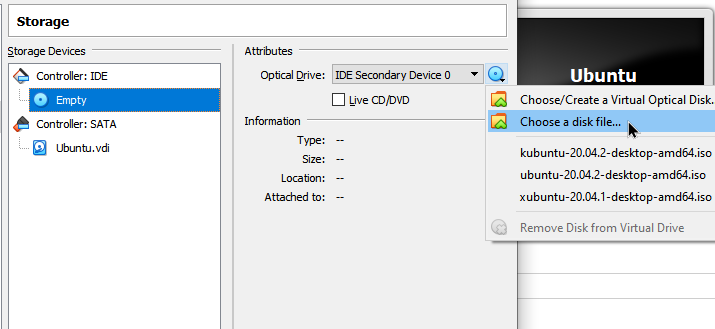 Storage
Storage Devices
Controller: IDE
Empty
Controller: SATA
Ubuntu.vdi
Attributes
Optical Drive: IDE Secondary Device 0
Live CD/DVD
Information
Type: --
Size: --
Location: --
Attached to: --
Ubuntu
Choose/Create a Virtual Optical Disk.
Choose a disk file...
kubuntu-20.04.2-desktop-amd64.iso
ubuntu-20.04.2-desktop-amd64.iso
xubuntu-20.04.1-desktop-amd64.iso
Remove Disk from Virtual Drive